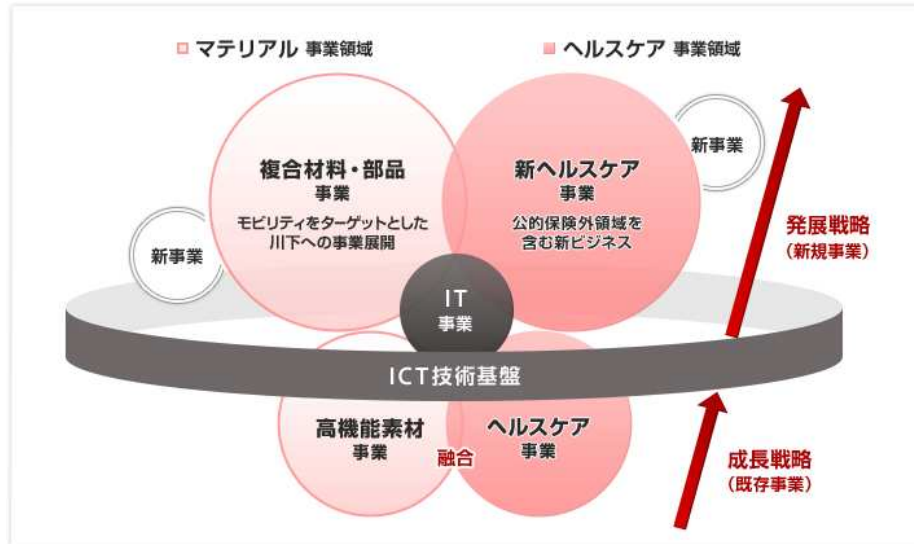 マテリアル 事業領域
ヘルスケア 事業領域
複合材料・部品
事業
モビリティをターゲットとした
川下への事業展開
新ヘルスケア
事業
公的保険外領域を
含む新ビジネス
新事業
新事業
IT
事業
ICT技術基盤
高機能素材
事業
融合
ヘルスケア
事業
発展戦略
（新規事業）
成長戦略
（既存事業）